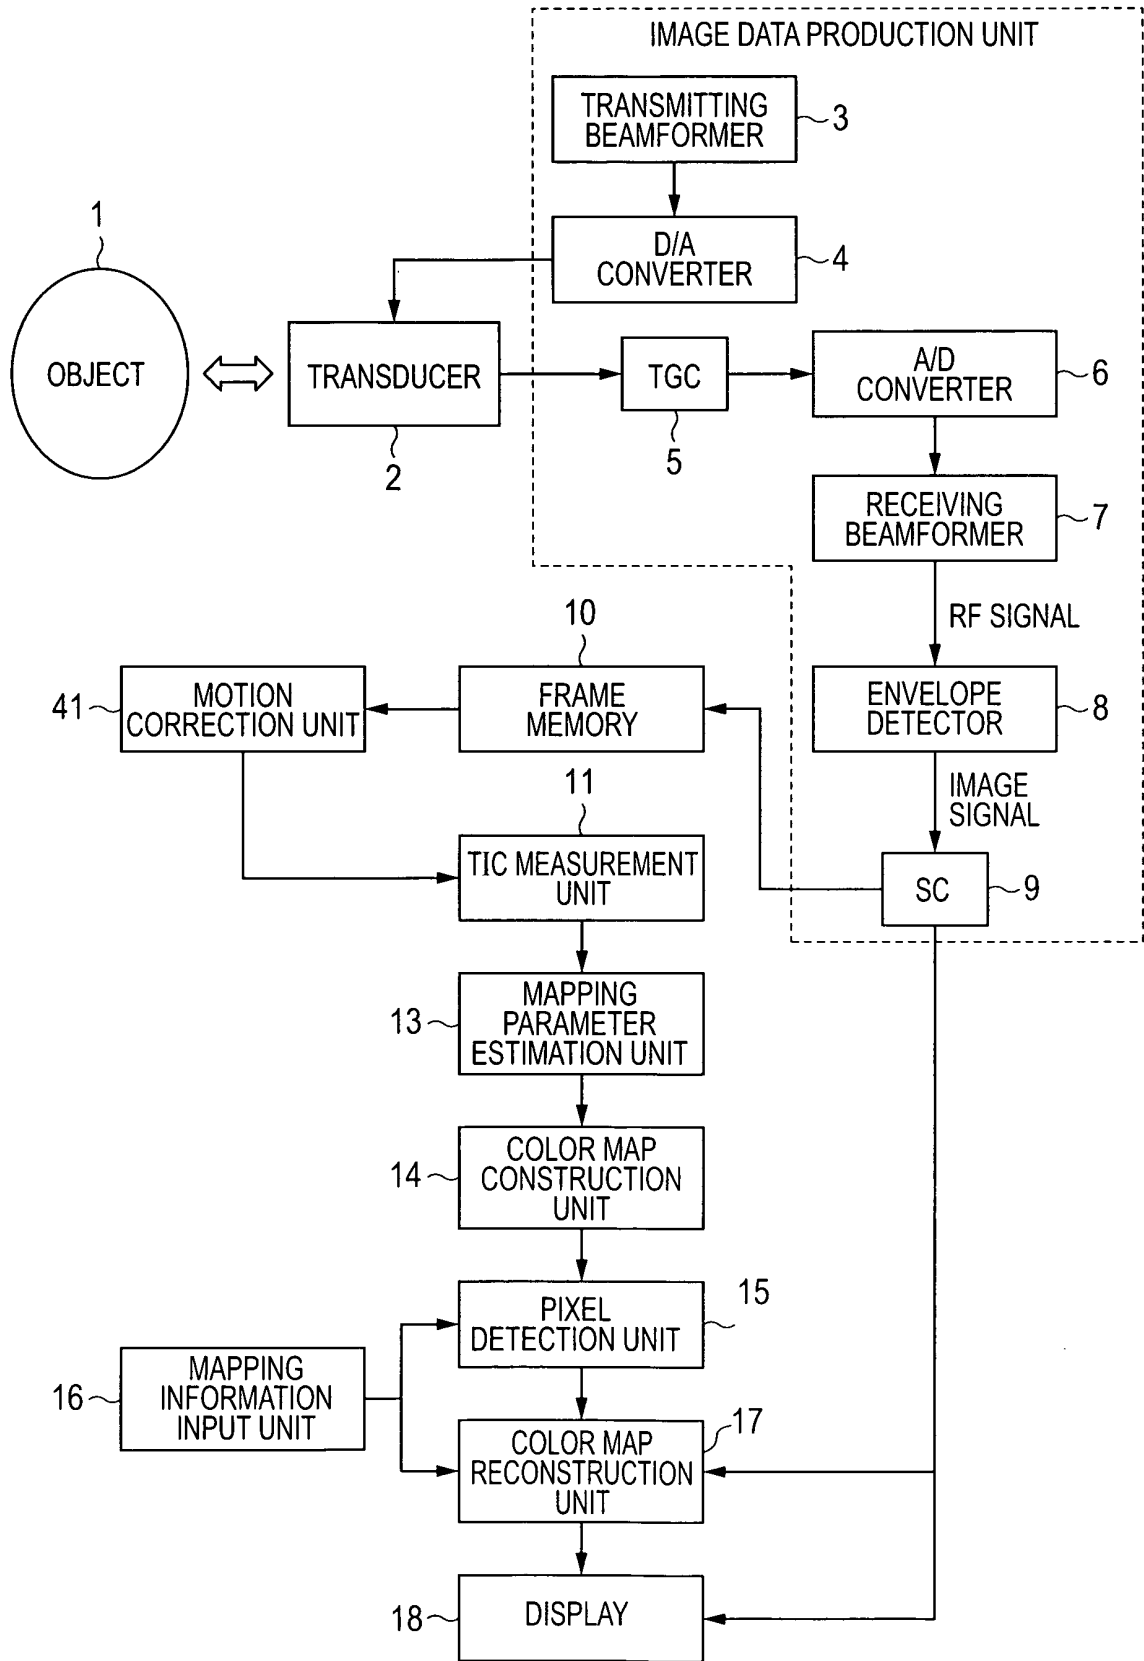 IMAGE DATA PRODUCTION UNIT
TRANSMITTING
BEAMFORMER
3
D/A
CONVERTER
4
1
OBJECT
TRANSDUCER
2
TGC
5
A/D
CONVERTER
6
RECEIVING
BEAMFORMER
7
RF SIGNAL
10
FRAME
MEMORY
41
MOTION
CORRECTION UNIT
ENVELOPE
DETECTOR
8
IMAGE
SIGNAL
11
TIC MEASUREMENT
UNIT
SC
9
13
MAPPING
PARAMETER
ESTIMATION UNIT
14
COLOR MAP
CONSTRUCTION
UNIT
15
PIXEL
DETECTION UNIT
16
MAPPING
INFORMATION
INPUT UNIT
17
COLOR MAP
RECONSTRUCTION
UNIT
18
DISPLAY